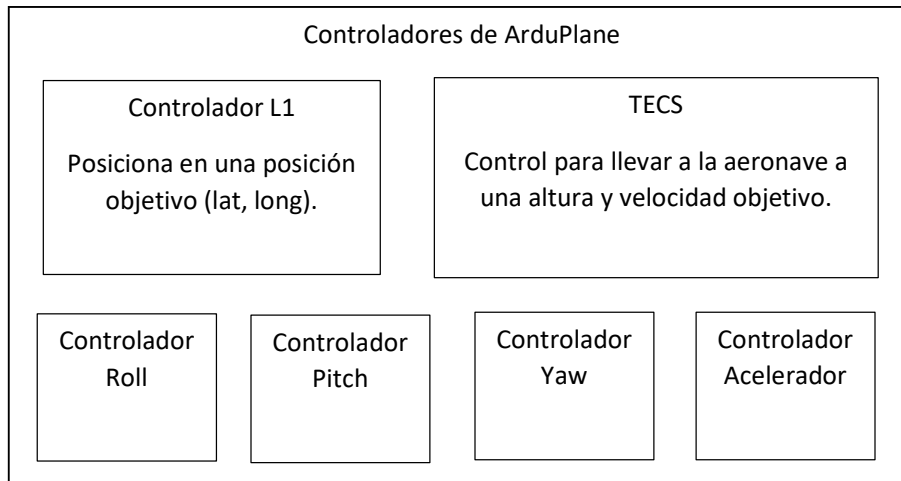 Controladores de ArduPlane
Controlador L1
Posiciona en una posición
objetivo (lat, long).
TECS
Control para llevar a la aeronave a
una altura y velocidad objetivo.
Controlador
Roll
Controlador
Pitch
Controlador
Yaw
Controlador
Acelerador